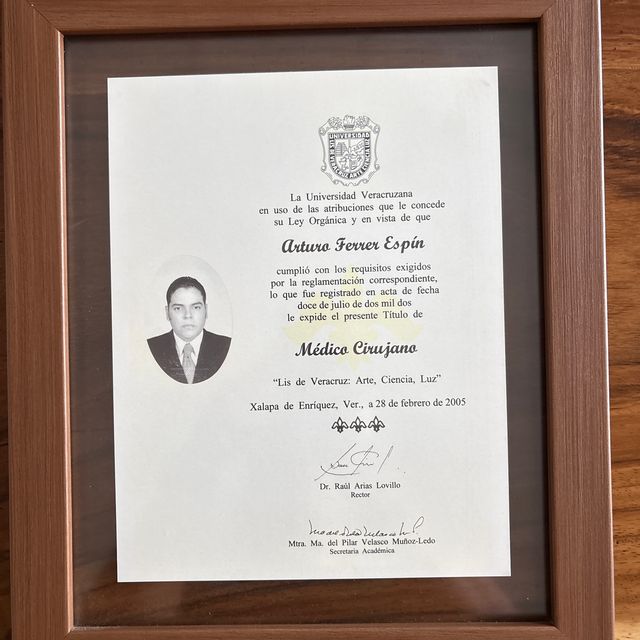 UNIVERSIDAD
La Universidad Veracruzana
en uso de las atribuciones que le concede
su Ley Orgánica y en vista de que
Arturo Ferrer Espín
cumplió con los requisitos exigidos
por la reglamentación correspondiente,
lo que fue registrado en acta de fecha
doce de julio de dos mil dos
le expide el presente Título de
Médico Cirujano
“Lis de Veracruz: Arte, Ciencia, Luz”
Xalapa de Enríquez, Ver., a 28 de febrero de 2005
Dr. Raúl Arias Lovillo
Rector
Mtra. Ma. del Pilar Velasco Muñoz-Ledo
Secretaria Académica